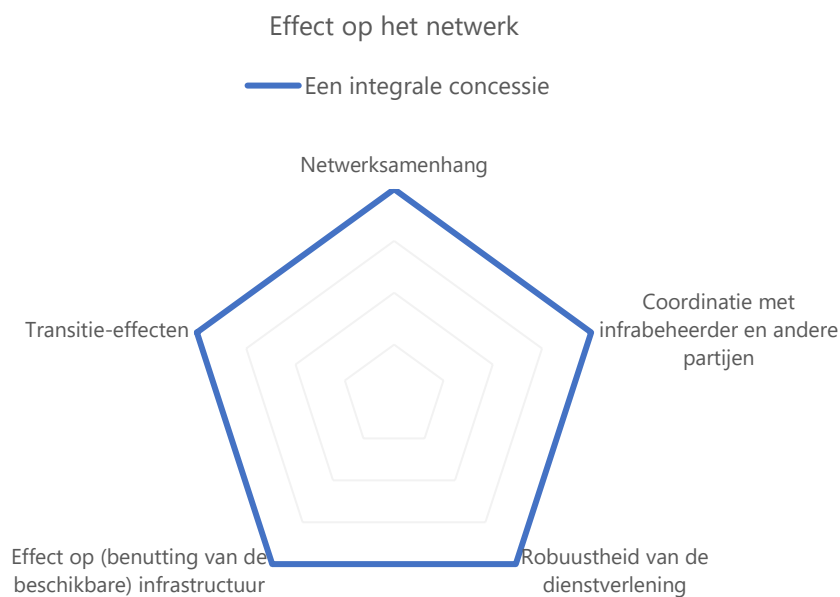 Effect op het netwerk
Een integrale concessie
Netwerksamenhang
Coordinatie met
infrabeheerder en andere
partijen
Transitie-effecten
Effect op (benutting van de
beschikbare) infrastructuur
Robuustheid van de
dienstverlening